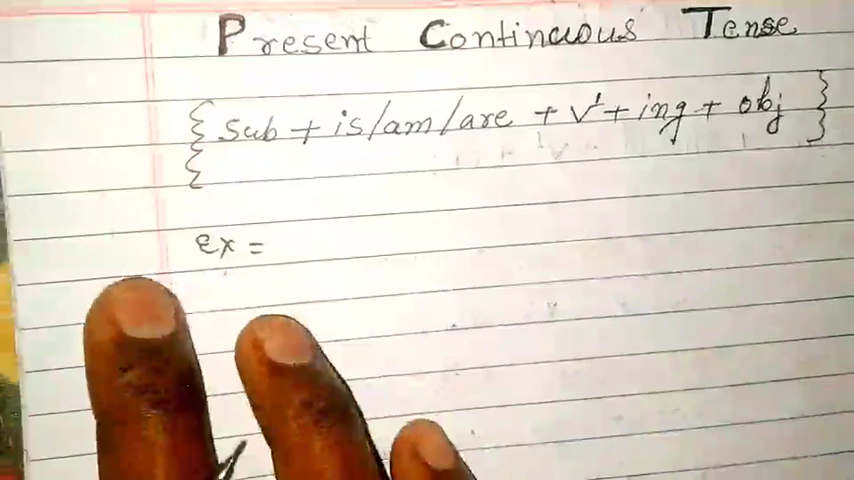 Present Continuous Tense
{ sub + is/am/are + v¹ + ing + obj }
ex =